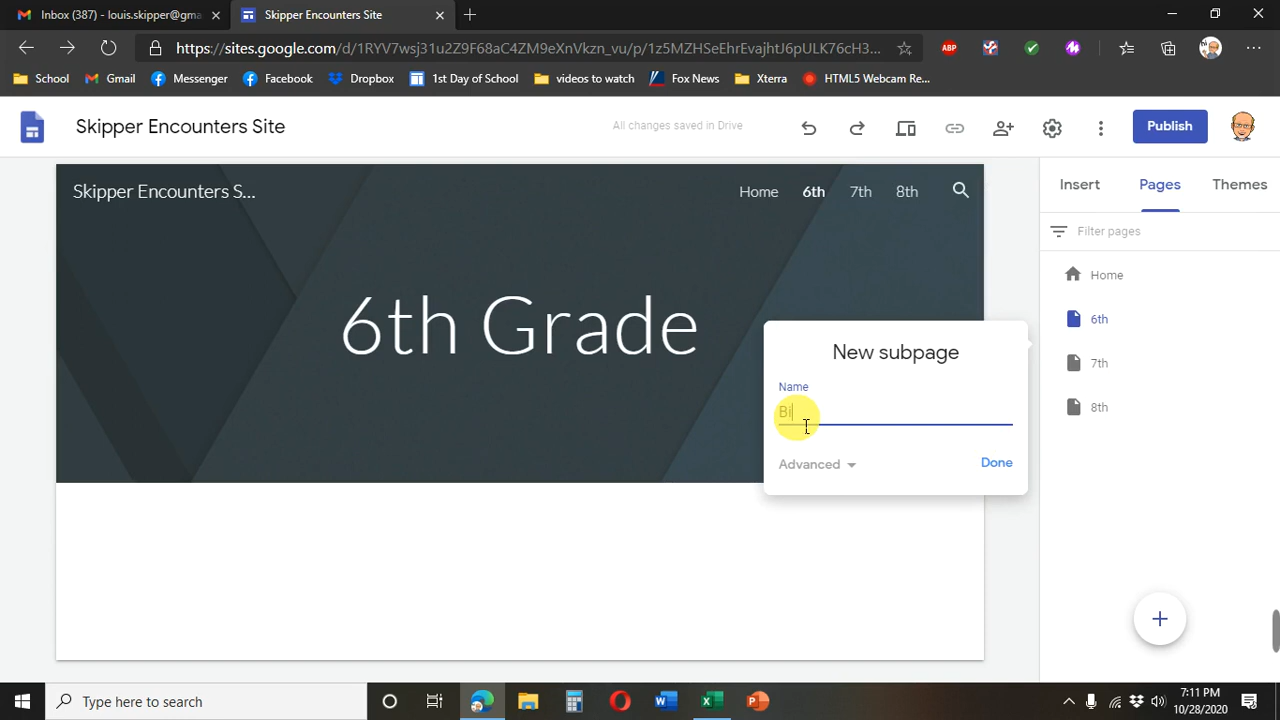 Inbox (387) - louis.skipper@gma
Skipper Encounters Site
https://sites.google.com/d/1RYV7wsj31u2Z9F68aC4ZM9eXnVkzn_vu/p/1z5MZHSeEhrEvajhtJ6pULK76cH3...
ABP
School
Gmail
Messenger
Facebook
Dropbox
1st Day of School
videos to watch
Fox News
Xterra
HTML5 Webcam Re...
Skipper Encounters Site
All changes saved in Drive
Publish
Skipper Encounters S...
Home
6th
7th
8th
Insert
Pages
Themes
Filter pages
Home
6th
7th
8th
6th Grade
New subpage
Name
Bi
Advanced
Done
Type here to search
7:11 PM
10/28/2020